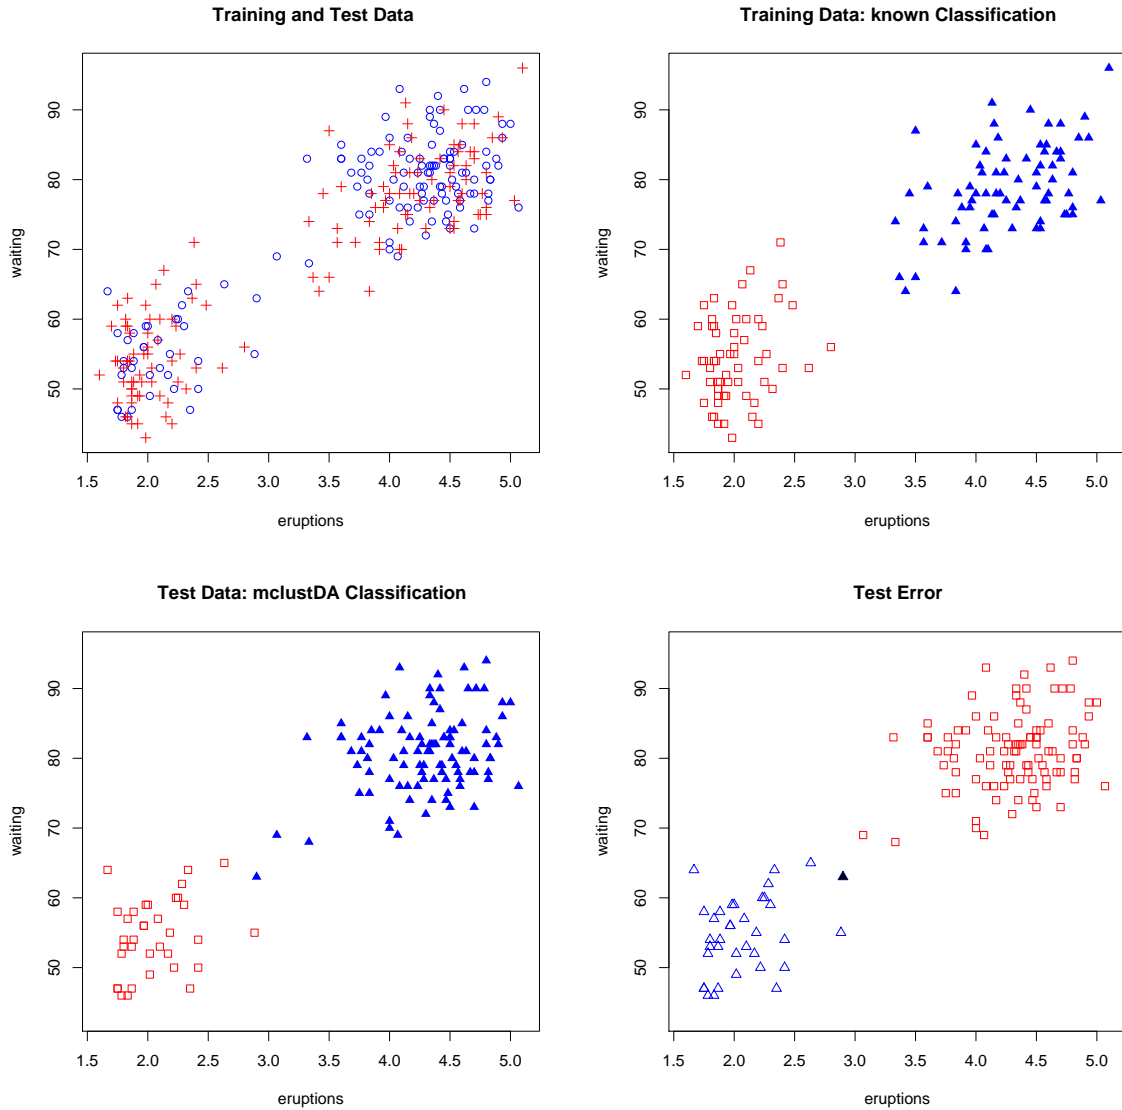 Training and Test Data
90
80
70
60
50
waiting
1.5 2.0 2.5 3.0 3.5 4.0 4.5 5.0
eruptions
Training Data: known Classification
90
80
70
60
50
waiting
1.5 2.0 2.5 3.0 3.5 4.0 4.5 5.0
eruptions
Test Data: mclustDA Classification
90
80
70
60
50
waiting
1.5 2.0 2.5 3.0 3.5 4.0 4.5 5.0
eruptions
Test Error
90
80
70
60
50
waiting
1.5 2.0 2.5 3.0 3.5 4.0 4.5 5.0
eruptions